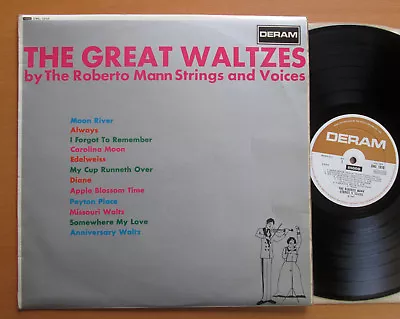 DERAM
THE GREAT WALTZES
by The Roberto Mann Strings and Voices
Moon River
Always
I Forgot To Remember
Carolina Moon
Edelweiss
My Cup Runneth Over
Diane
Apple Blossom Time
Peyton Place
Missouri Waltz
Somewhere My Love
Anniversary Waltz
DERAM